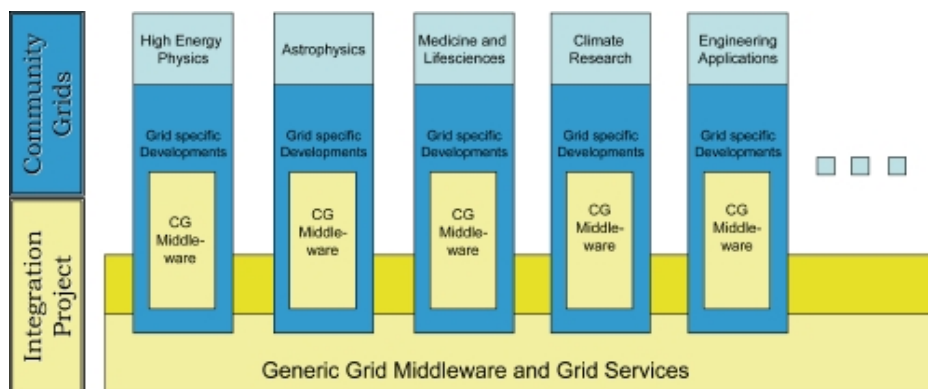 Community
Grids
Integration
Project
High Energy
Physics
Astrophysics
Medicine and
Lifesciences
Climate
Research
Engineering
Applications
Grid specific
Developments
Grid specific
Developments
Grid specific
Developments
Grid specific
Developments
Grid specific
Developments
CG
Middle-
ware
CG
Middle-
ware
CG
Middle-
ware
CG
Middle-
ware
CG
Middle-
ware
Generic Grid Middleware and Grid Services